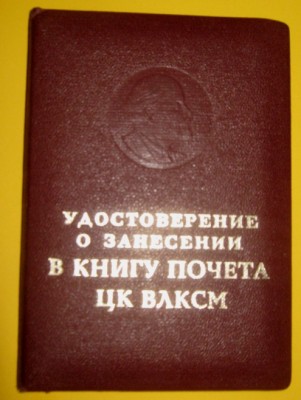 УДОСТОВЕРЕНИЕ
О ЗАНЕСЕНИИ
В КНИГУ ПОЧЕТА
ЦК ВЛКСМ